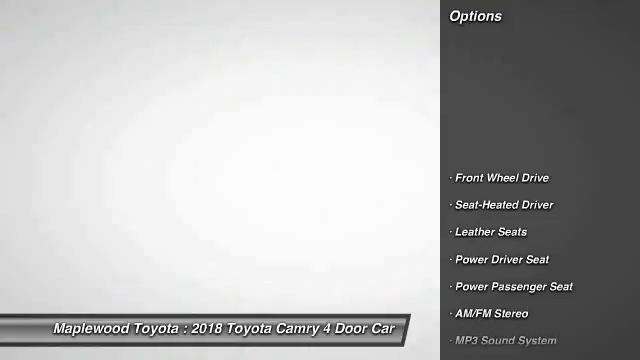 Options
· Front Wheel Drive
· Seat-Heated Driver
· Leather Seats
· Power Driver Seat
· Power Passenger Seat
· AM/FM Stereo
· MP3 Sound System
Maplewood Toyota : 2018 Toyota Camry 4 Door Car